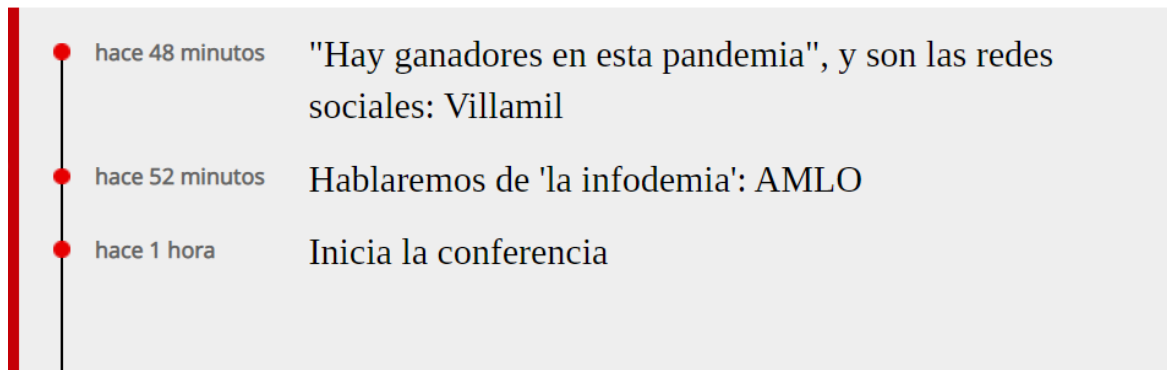 hace 48 minutos "Hay ganadores en esta pandemia", y son las redes
sociales: Villamil
hace 52 minutos Hablaremos de 'la infodemia': AMLO
hace 1 hora Inicia la conferencia